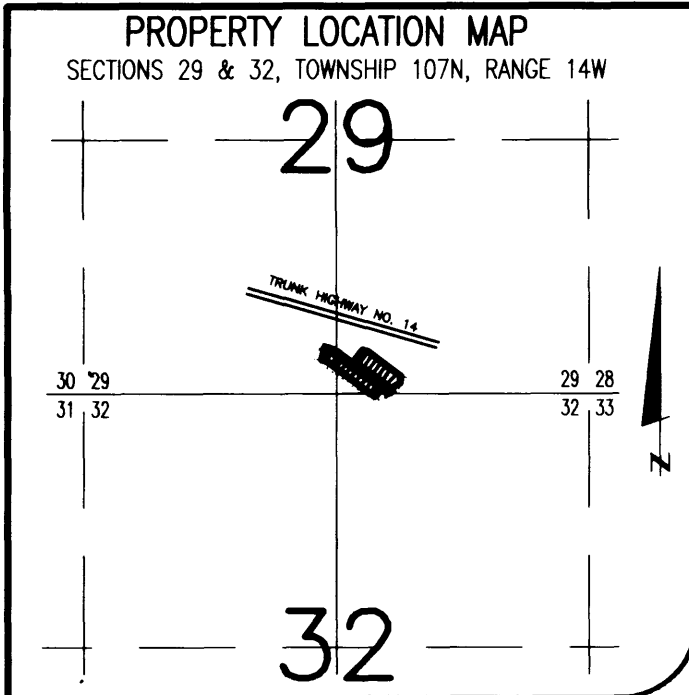 PROPERTY LOCATION MAP
SECTIONS 29 & 32, TOWNSHIP 107N, RANGE 14W
29
TRUNK HIGHWAY NO. 14
30 29
29 28
31 32
32 33
N
32